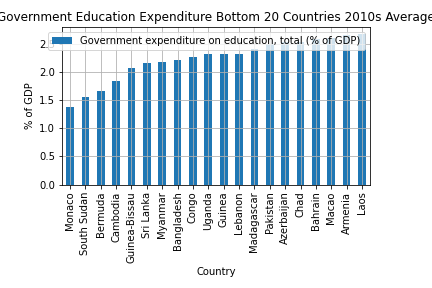 Government Education Expenditure Bottom 20 Countries 2010s Average
Government expenditure on education, total (% of GDP)
% of GDP
2.0
1.5
1.0
0.5
0.0
Monaco
South Sudan
Bermuda
Cambodia
Guinea-Bissau
Sri Lanka
Myanmar
Bangladesh
Congo
Uganda
Guinea
Lebanon
Madagascar
Pakistan
Azerbaijan
Chad
Bahrain
Macao
Armenia
Laos
Country